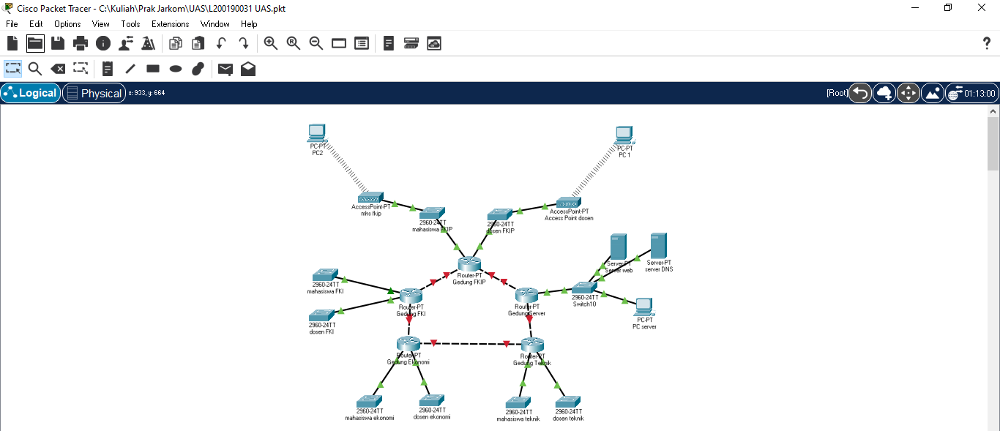 Cisco Packet Tracer - C:\Kuliah\Prak Jarkom\UAS\L200190031 UAS.pkt
File Edit Options View Tools Extensions Window Help
Logical Physical x: 933, y: 664 [Root] 01:13:00
PC-PT
PC2
PC-PT
PC 1
AccessPoint-PT
mhs fkip
AccessPoint-PT
Access Point dosen
2960-24TT
mahasiswa FKIP
2960-24TT
dosen FKIP
Router-PT
Gedung FKIP
Server-PT
Server web
Server-PT
server DNS
2960-24TT
mahasiswa FKI
2960-24TT
Switch10
Router-PT
Gedung FKI
Router-PT
Gedung Server
2960-24TT
dosen FKI
PC-PT
PC server
Router-PT
Gedung Ekonomi
Router-PT
Gedung Teknik
2960-24TT
mahasiswa ekonomi
2960-24TT
dosen ekonomi
2960-24TT
mahasiswa teknik
2960-24TT
dosen teknik